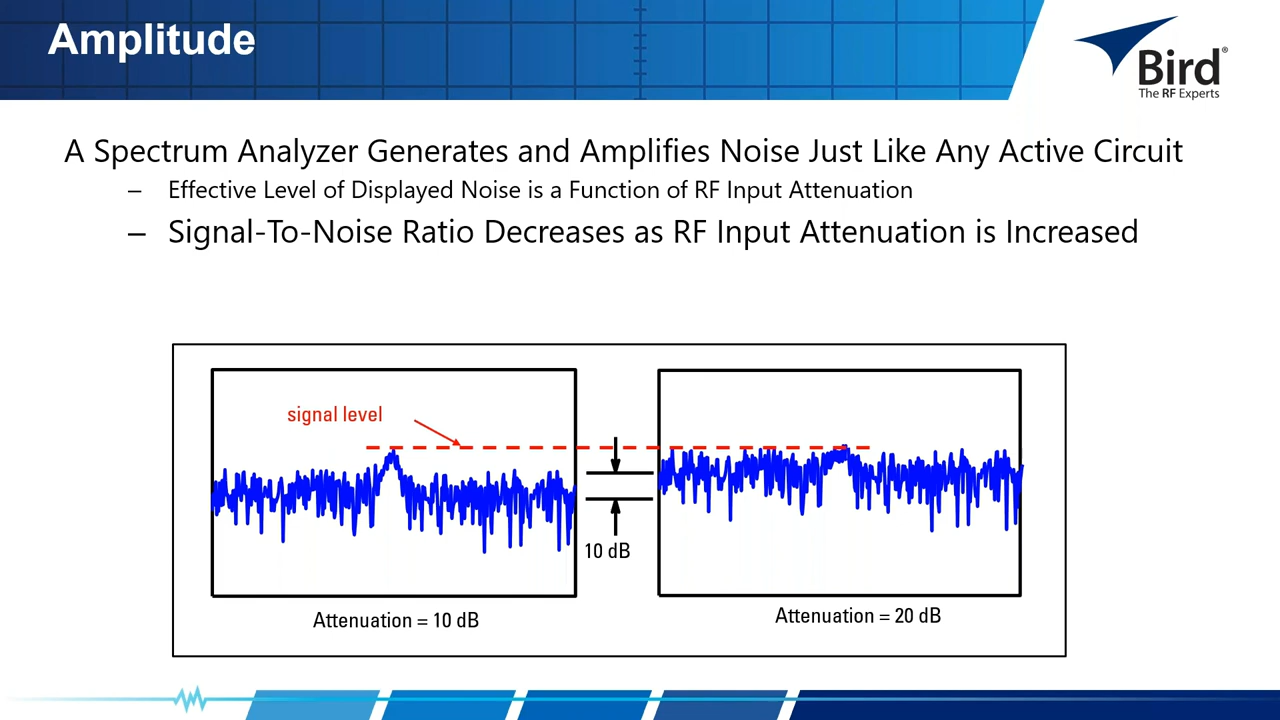 Amplitude
Bird®
The RF Experts
A Spectrum Analyzer Generates and Amplifies Noise Just Like Any Active Circuit
– Effective Level of Displayed Noise is a Function of RF Input Attenuation
– Signal-To-Noise Ratio Decreases as RF Input Attenuation is Increased
signal level
10 dB
Attenuation = 10 dB
Attenuation = 20 dB